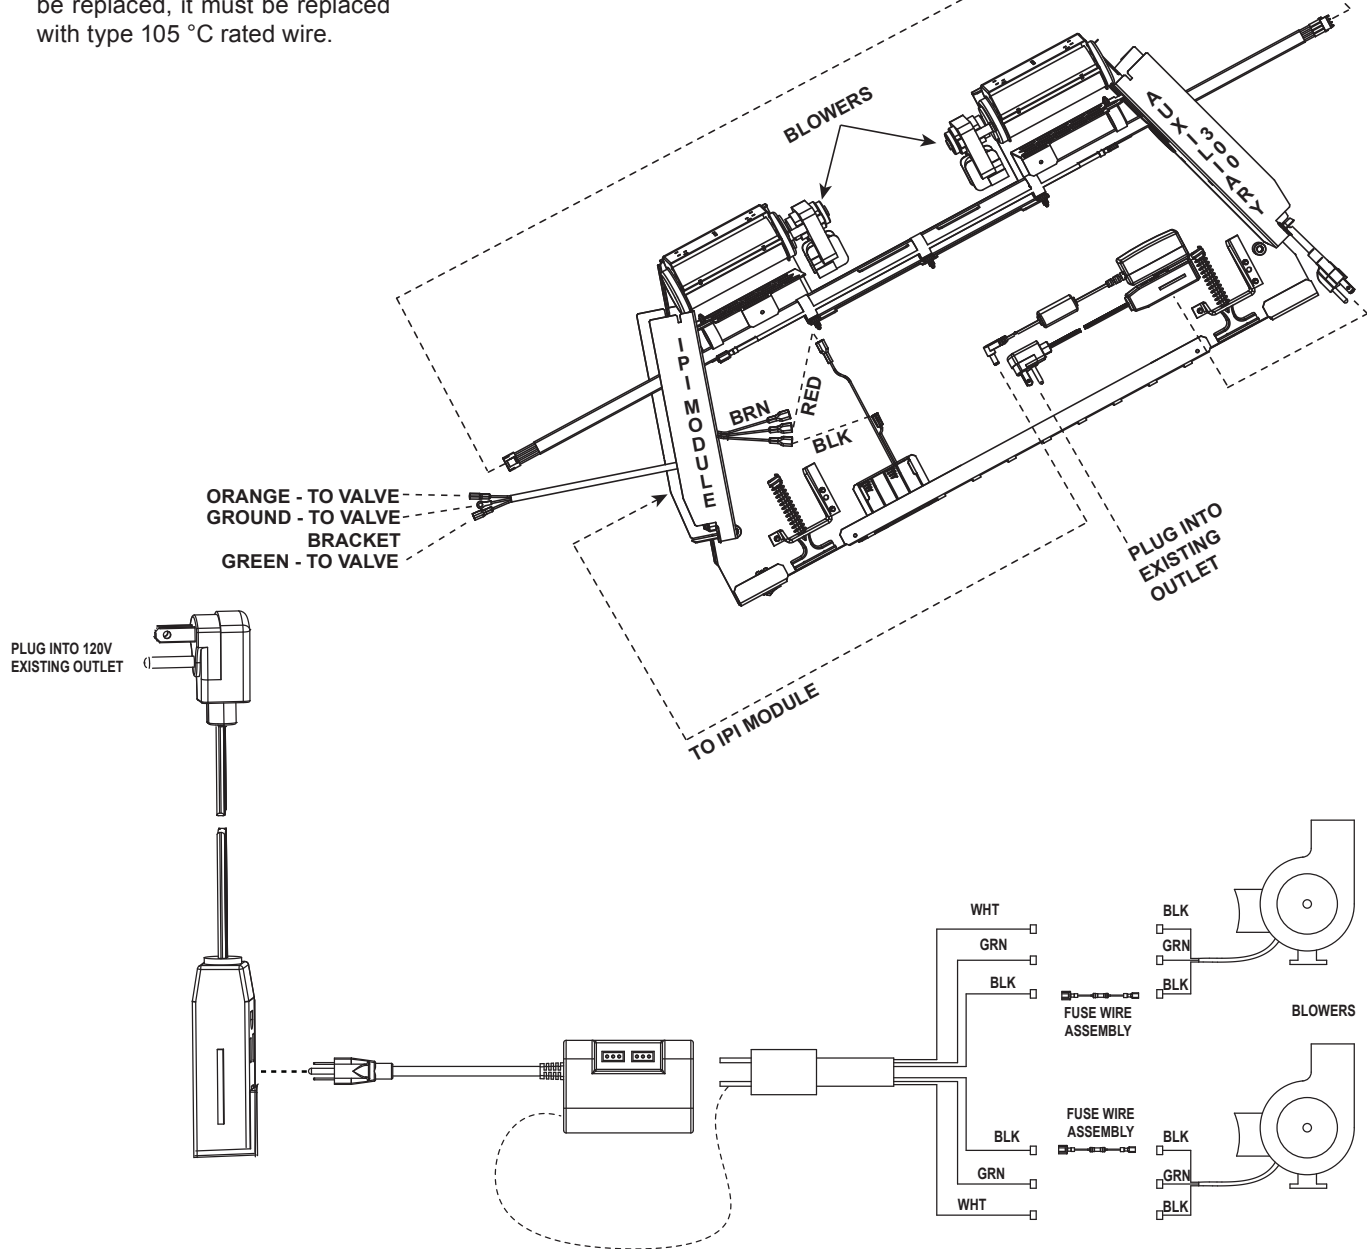 be replaced, it must be replaced
with type 105 °C rated wire.
BLOWERS
AUXILIARY
300
IPI MODULE
BRN
RED
BLK
ORANGE - TO VALVE
GROUND - TO VALVE
BRACKET
GREEN - TO VALVE
PLUG INTO
EXISTING
OUTLET
TO IPI MODULE
PLUG INTO 120V
EXISTING OUTLET
WHT
BLK
GRN
GRN
BLK
BLK
FUSE WIRE
ASSEMBLY
BLOWERS
FUSE WIRE
ASSEMBLY
BLK
BLK
GRN
GRN
WHT
BLK